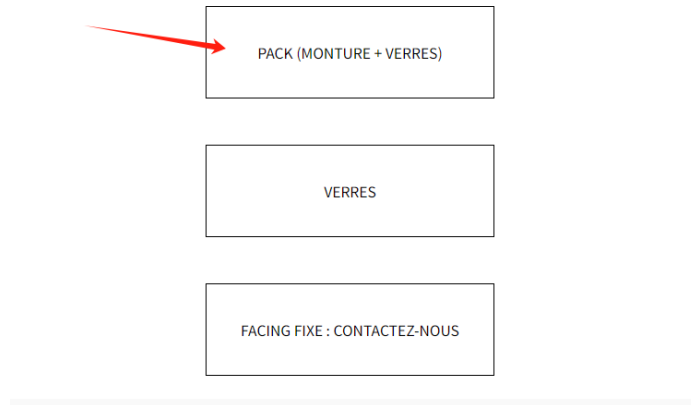 PACK (MONTURE + VERRES)
VERRES
FACING FIXE : CONTACTEZ-NOUS